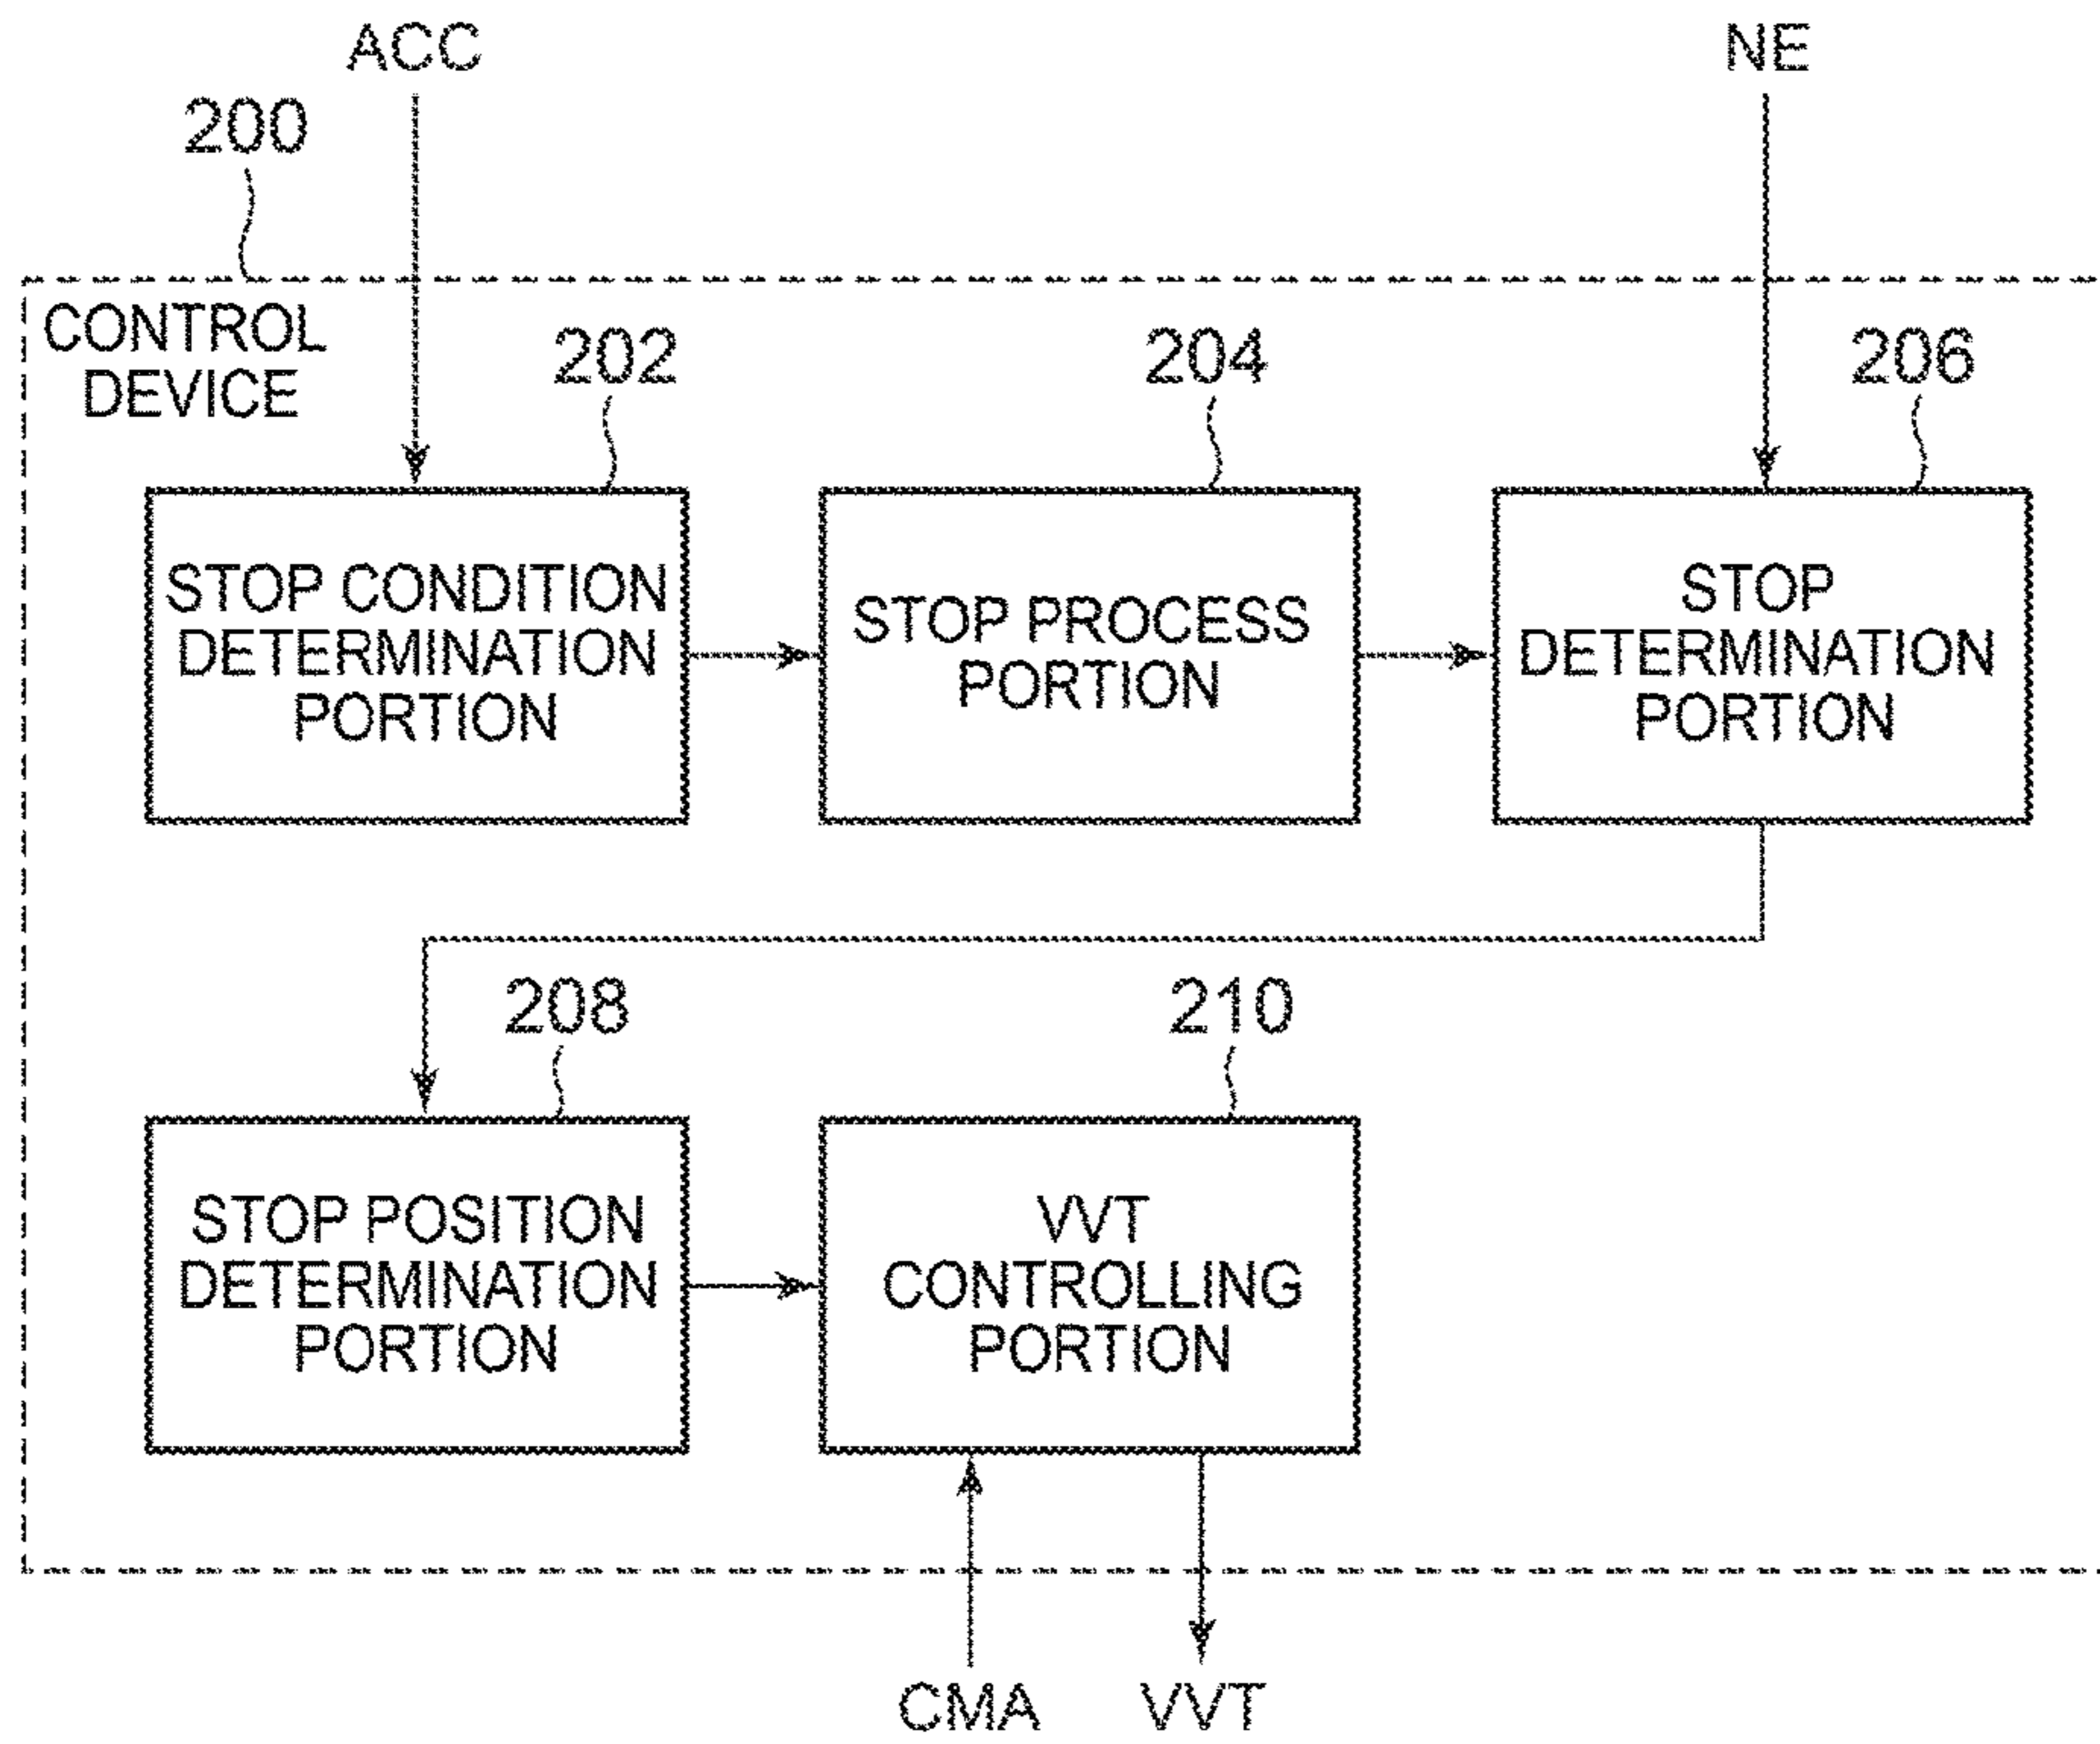 ACC
NE
200
CONTROL
DEVICE
202
204
206
STOP CONDITION
DETERMINATION
PORTION
STOP PROCESS
PORTION
STOP
DETERMINATION
PORTION
208
210
STOP POSITION
DETERMINATION
PORTION
VVT
CONTROLLING
PORTION
CMA
VVT